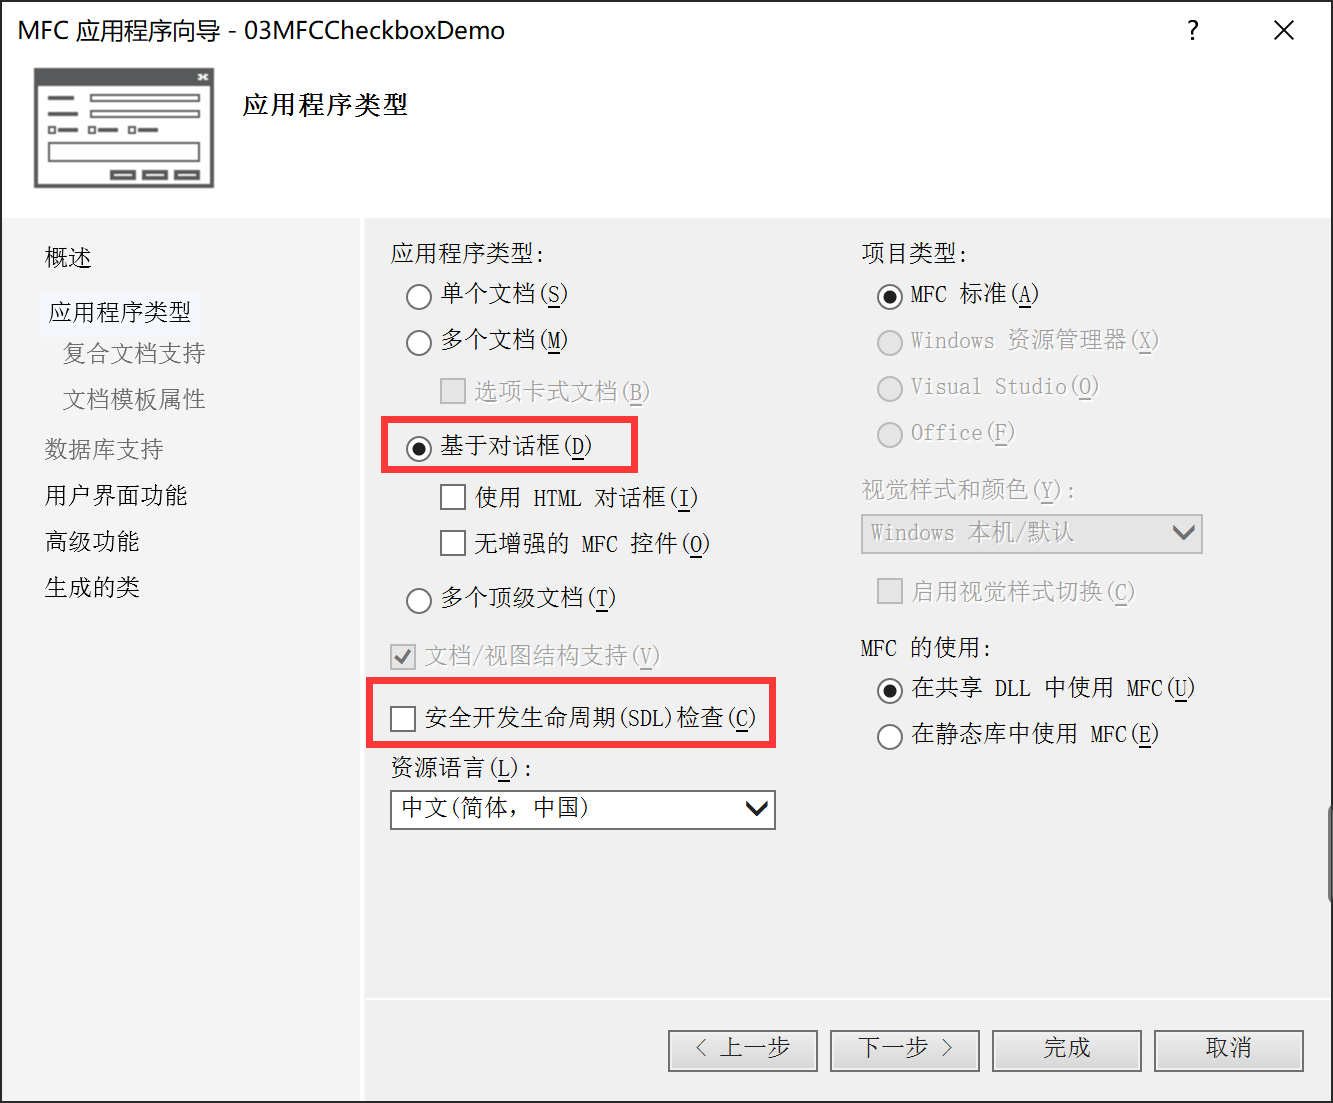 MFC 应用程序向导 - 03MFCCheckboxDemo
?
应用程序类型
概述
应用程序类型
复合文档支持
文档模板属性
数据库支持
用户界面功能
高级功能
生成的类
应用程序类型:
单个文档(S)
多个文档(M)
选项卡式文档(B)
基于对话框(D)
使用 HTML 对话框(I)
无增强的 MFC 控件(O)
多个顶级文档(T)
文档/视图结构支持(V)
安全开发生命周期(SDL)检查(C)
资源语言(L):
中文(简体，中国)
项目类型:
MFC 标准(A)
Windows 资源管理器(X)
Visual Studio(O)
Office(F)
视觉样式和颜色(Y):
Windows 本机/默认
启用视觉样式切换(C)
MFC 的使用:
在共享 DLL 中使用 MFC(U)
在静态库中使用 MFC(E)
< 上一步
下一步 >
完成
取消